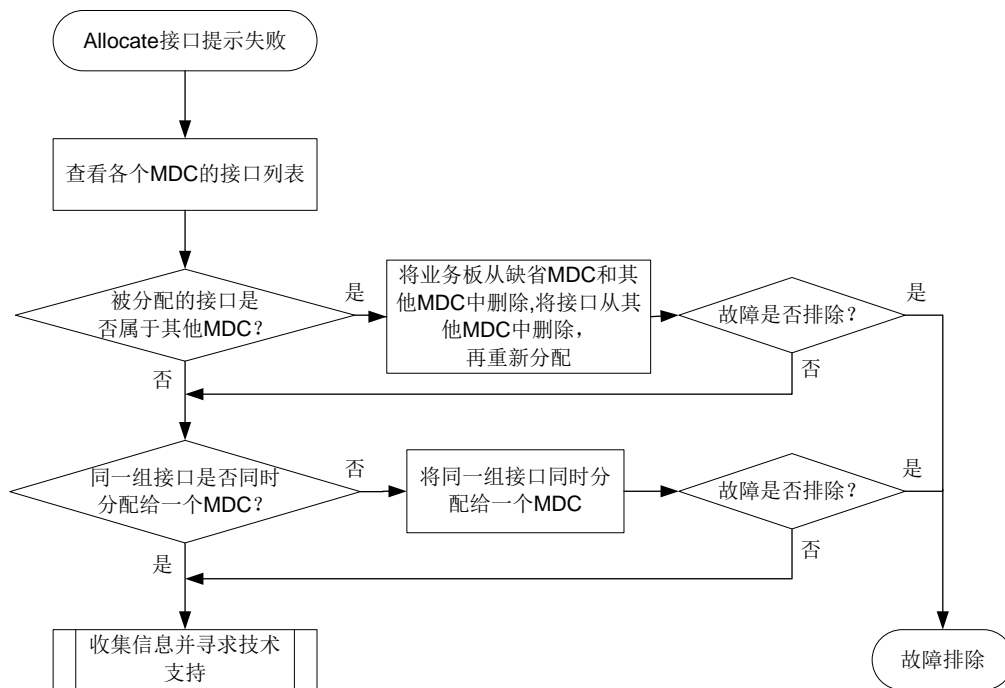 Allocate接口提示失败
查看各个MDC的接口列表
被分配的接口是
否属于其他MDC？
是
将业务板从缺省MDC和其
他MDC中删除,将接口从其
他MDC中删除，
再重新分配
故障是否排除？
是
否
否
同一组接口是否同时
分配给一个MDC？
否
将同一组接口同时分
配给一个MDC
故障是否排除？
是
是
否
收集信息并寻求技术
支持
故障排除